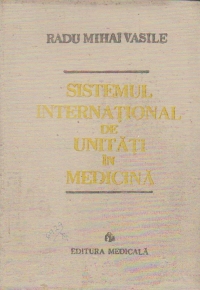 RADU MIHAI VASILE
SISTEMUL
INTERNAȚIONAL
DE
UNITĂȚI
ÎN
MEDICINĂ
EDITURA MEDICALĂ